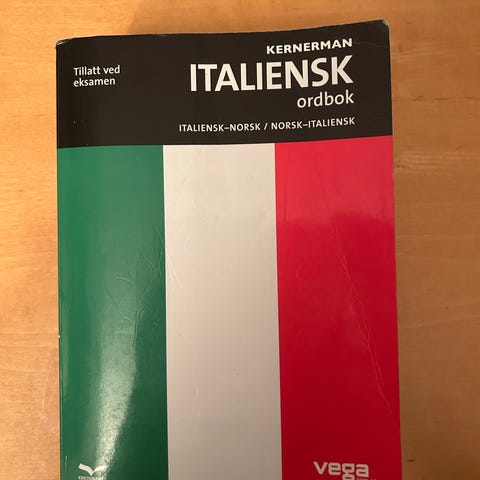 Tillatt ved
eksamen
KERNERMAN
ITALIENSK
ordbok
ITALIENSK–NORSK / NORSK–ITALIENSK
vega